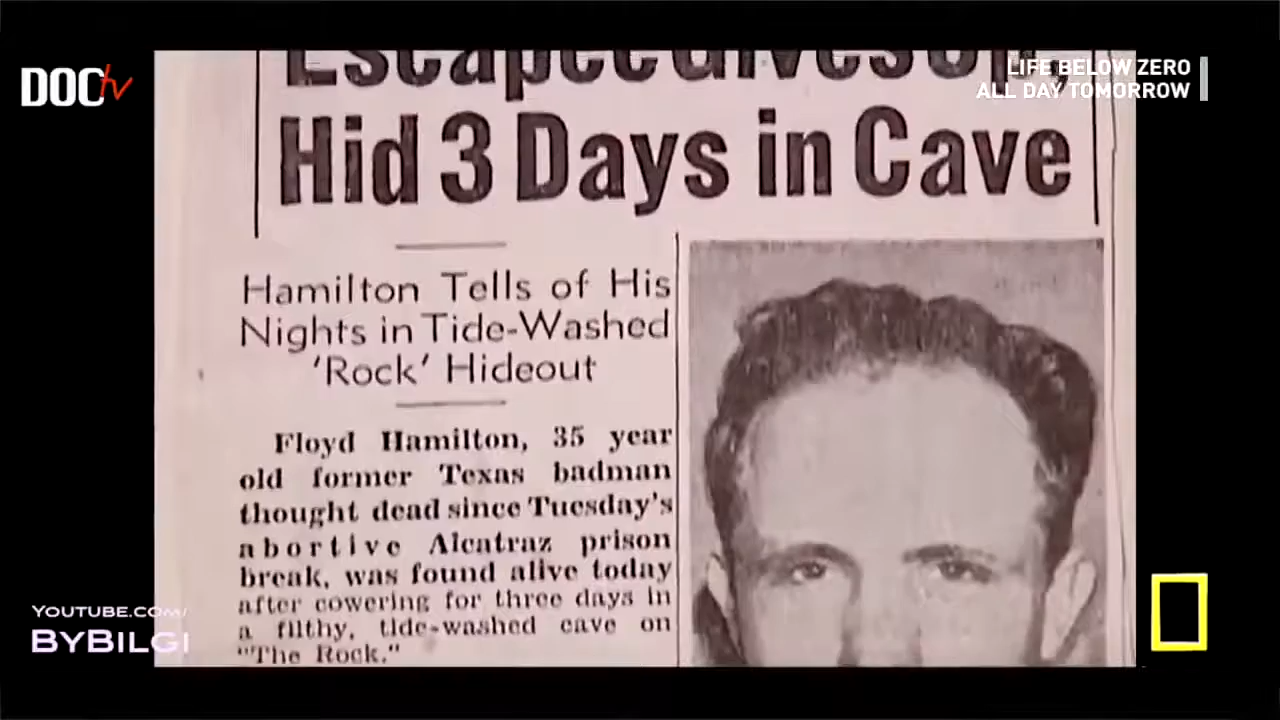 DOCtv
LIFE BELOW ZERO
ALL DAY TOMORROW
Escapee Gives Up,
Hid 3 Days in Cave
Hamilton Tells of His
Nights in Tide-Washed
'Rock' Hideout
Floyd Hamilton, 35 year
old former Texas badman
thought dead since Tuesday's
abortive Alcatraz prison
break, was found alive today
after cowering for three days in
a filthy, tide-washed cave on
"The Rock."
YOUTUBE.COM/
BYBILGI